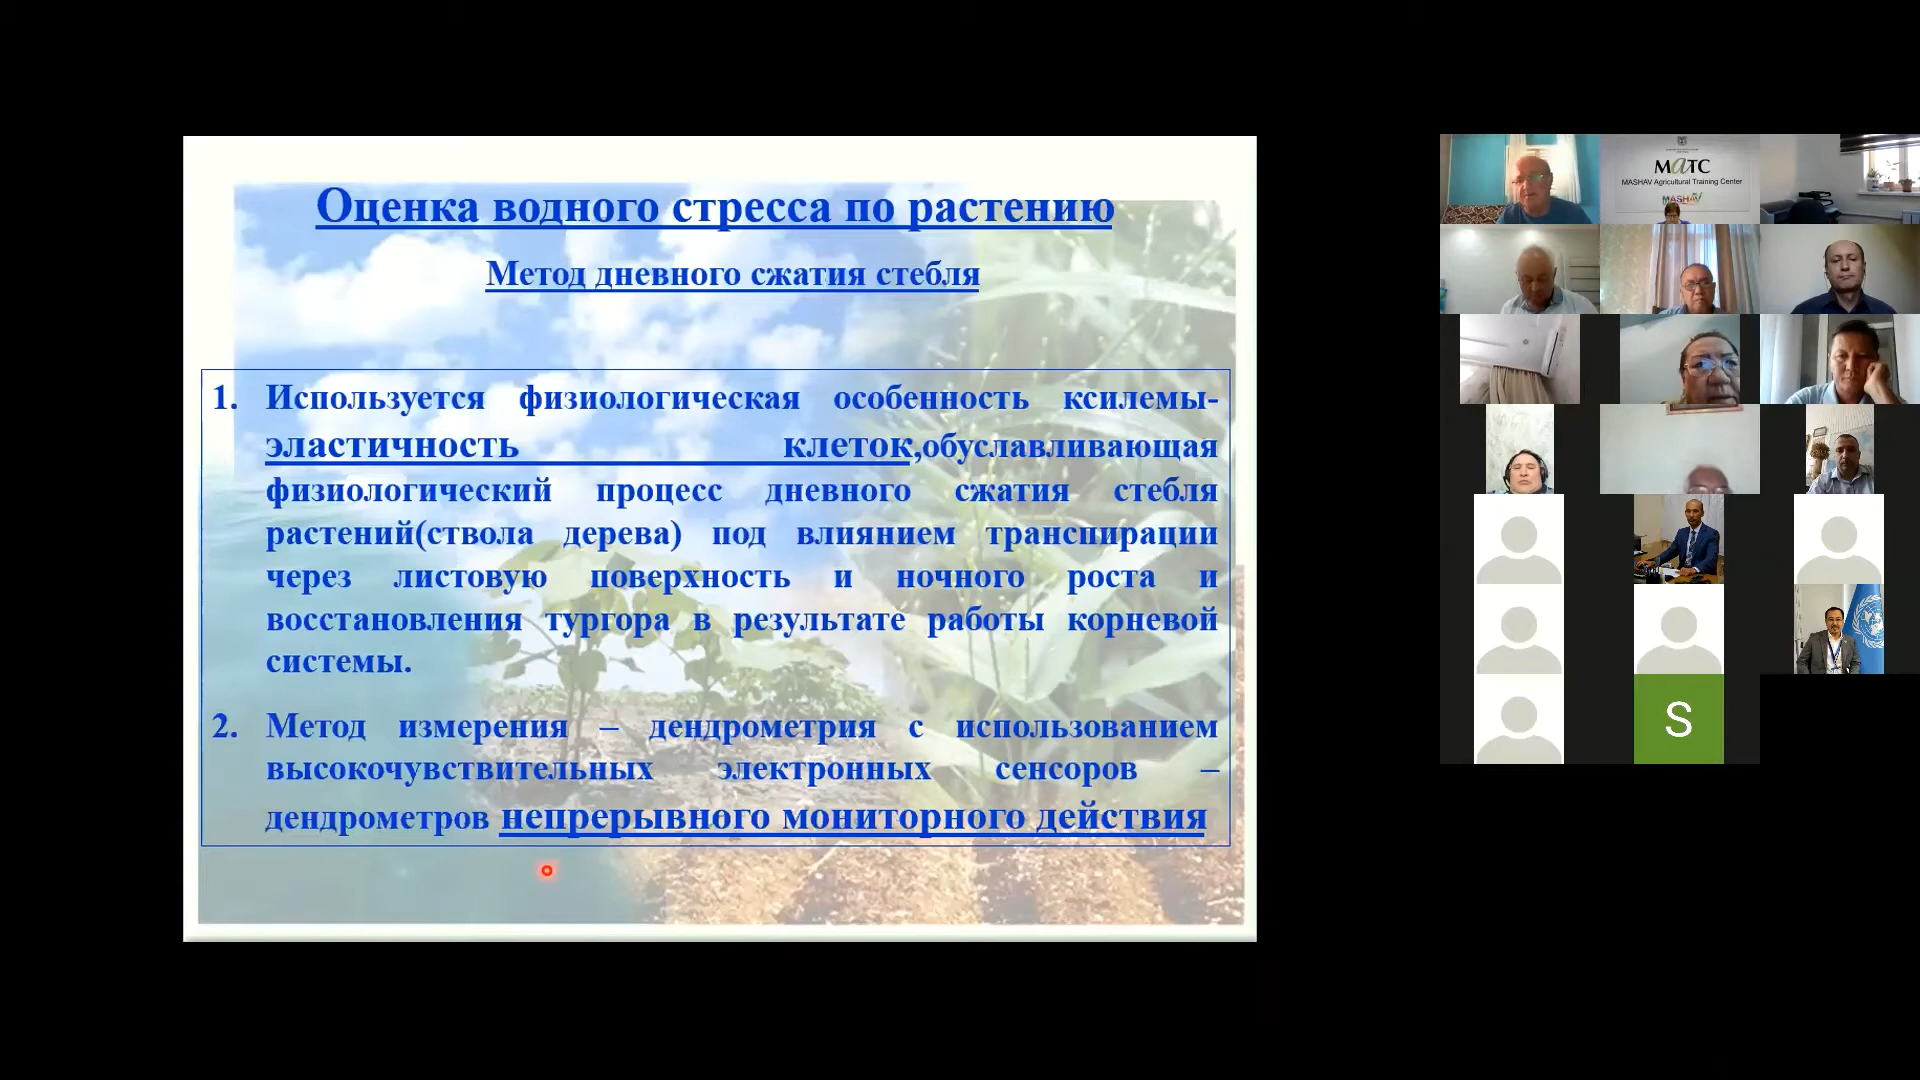 Оценка водного стресса по растению
Метод дневного сжатия стебля
1. Используется физиологическая особенность ксилемы-
эластичность клеток,обуславливающая
физиологический процесс дневного сжатия стебля
растений(ствола дерева) под влиянием транспирации
через листовую поверхность и ночного роста и
восстановления тургора в результате работы корневой
системы.
2. Метод измерения – дендрометрия с использованием
высокочувствительных электронных сенсоров –
дендрометров непрерывного мониторного действия
MATC
MASHAV Agricultural Training Center
MASHAV
S